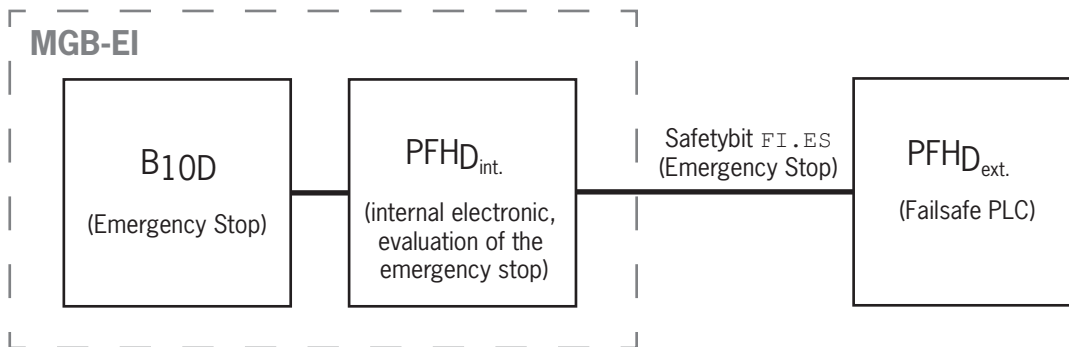 MGB-EI
B10D
(Emergency Stop)
PFHDint.
(internal electronic,
evaluation of the
emergency stop)
Safetybit FI.ES
(Emergency Stop)
PFHDext.
(Failsafe PLC)